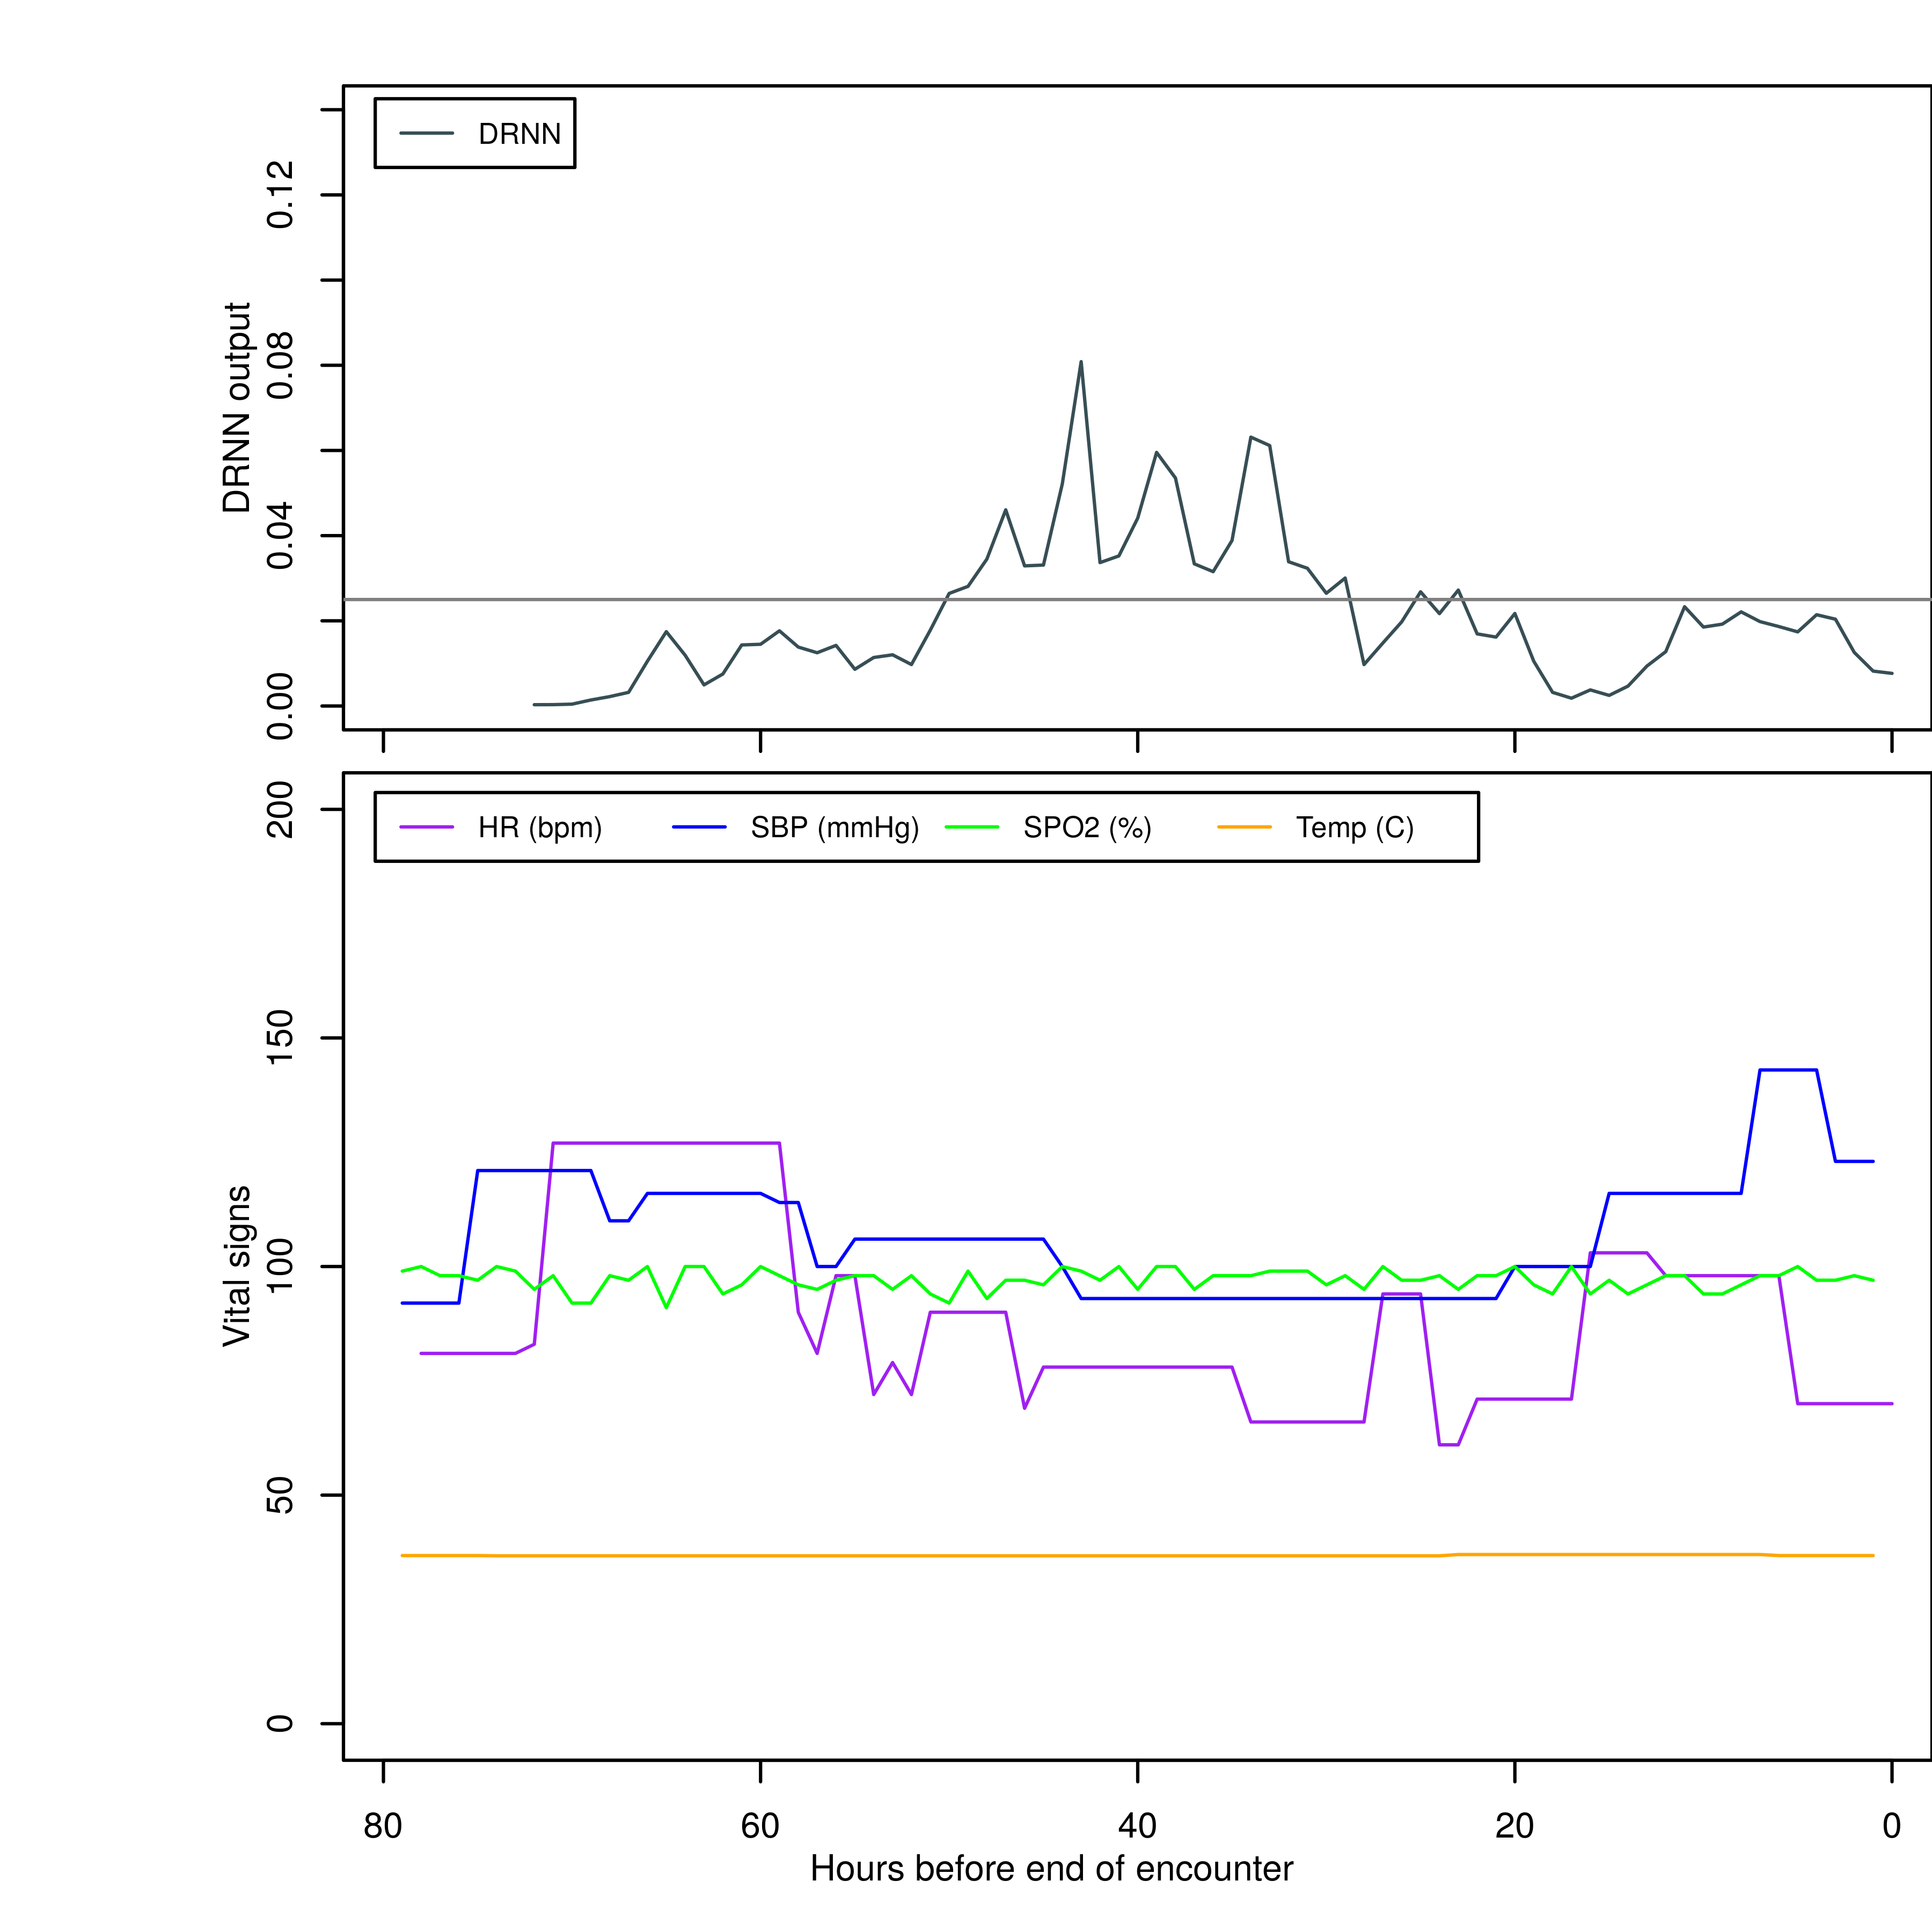 DRNN
0.12
0.08
0.04
0.00
DRNN output
HR (bpm) SBP (mmHg) SPO2 (%) Temp (C)
200
150
100
50
0
Vital signs
80 60 40 20 0
Hours before end of encounter